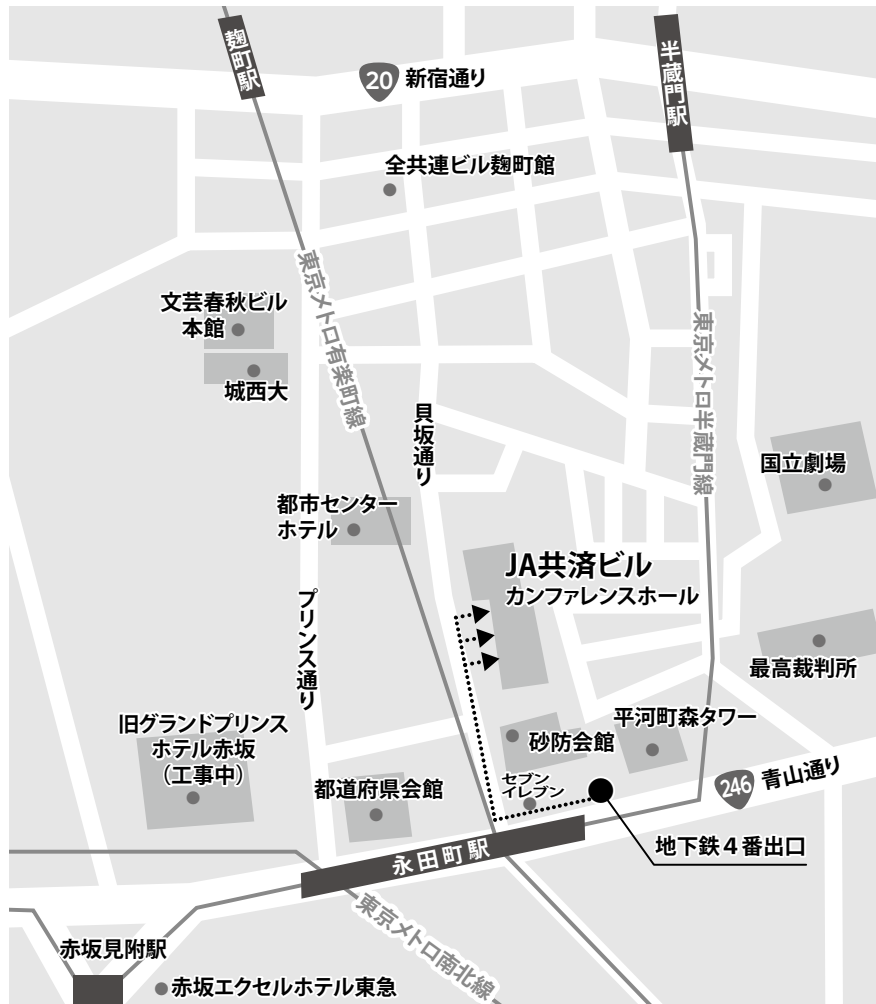 麹町駅
20 新宿通り
半蔵門駅
全共連ビル麹町館
東京メトロ有楽町線
文芸春秋ビル
本館
城西大
東京メトロ半蔵門線
貝坂通り
国立劇場
都市センター
ホテル
JA共済ビル
カンファレンスホール
プリンス通り
最高裁判所
旧グランドプリンス
ホテル赤坂
(工事中)
平河町森タワー
砂防会館
セブン
イレブン
都道府県会館
246 青山通り
地下鉄4番出口
永田町駅
東京メトロ南北線
赤坂見附駅
赤坂エクセルホテル東急